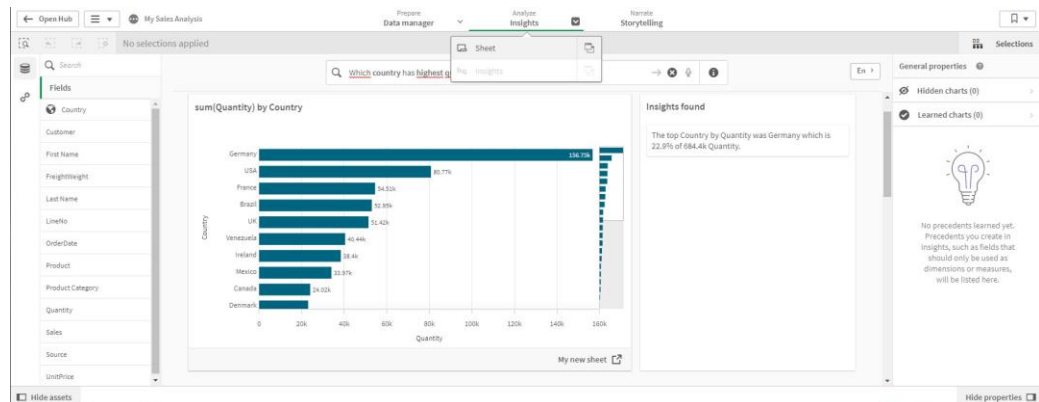 Open Hub
My Sales Analysis
Prepare
Data manager
Analyze
Insights
Narrate
Storytelling
No selections applied
Sheet
Insights
Selections
Search
Fields
Country
Customer
First Name
FreightWeight
Last Name
LineNo
OrderDate
Product
Product Category
Quantity
Sales
Source
UnitPrice
Which country has highest q
En
sum(Quantity) by Country
Country
Germany 156.73k
USA 80.77k
France 54.51k
Brazil
UK 51.42k
Venezuela 40.44k
Ireland 38.4k
Mexico 33.97k
Canada 24.02k
Denmark
0 20k 40k 60k 80k 100k 120k 140k 160k
Quantity
My new sheet
Insights found
The top Country by Quantity was Germany which is
22.9% of 684.4k Quantity.
General properties
Hidden charts (0)
Learned charts (0)
No precedents learned yet.
Precedents you create in
Insights, such as fields that
should only be used as
dimensions or measures,
will be listed here.
Hide assets
Hide properties